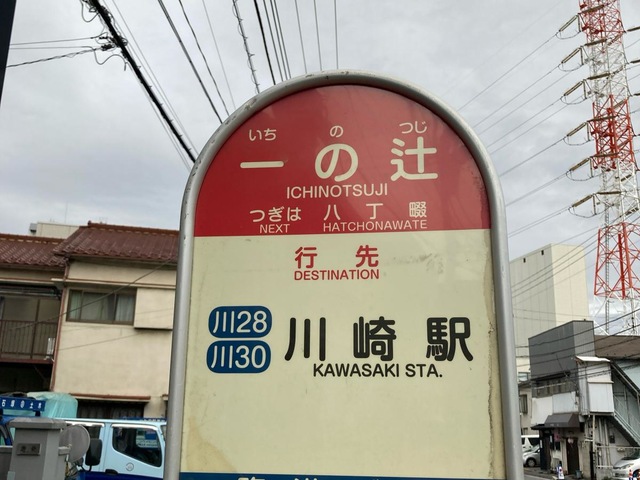 いち の つじ
一の辻
ICHINOTSUJI
つぎは 八丁畷
NEXT HATCHONAWATE
行先
DESTINATION
川28
川30
川崎駅
KAWASAKI STA.